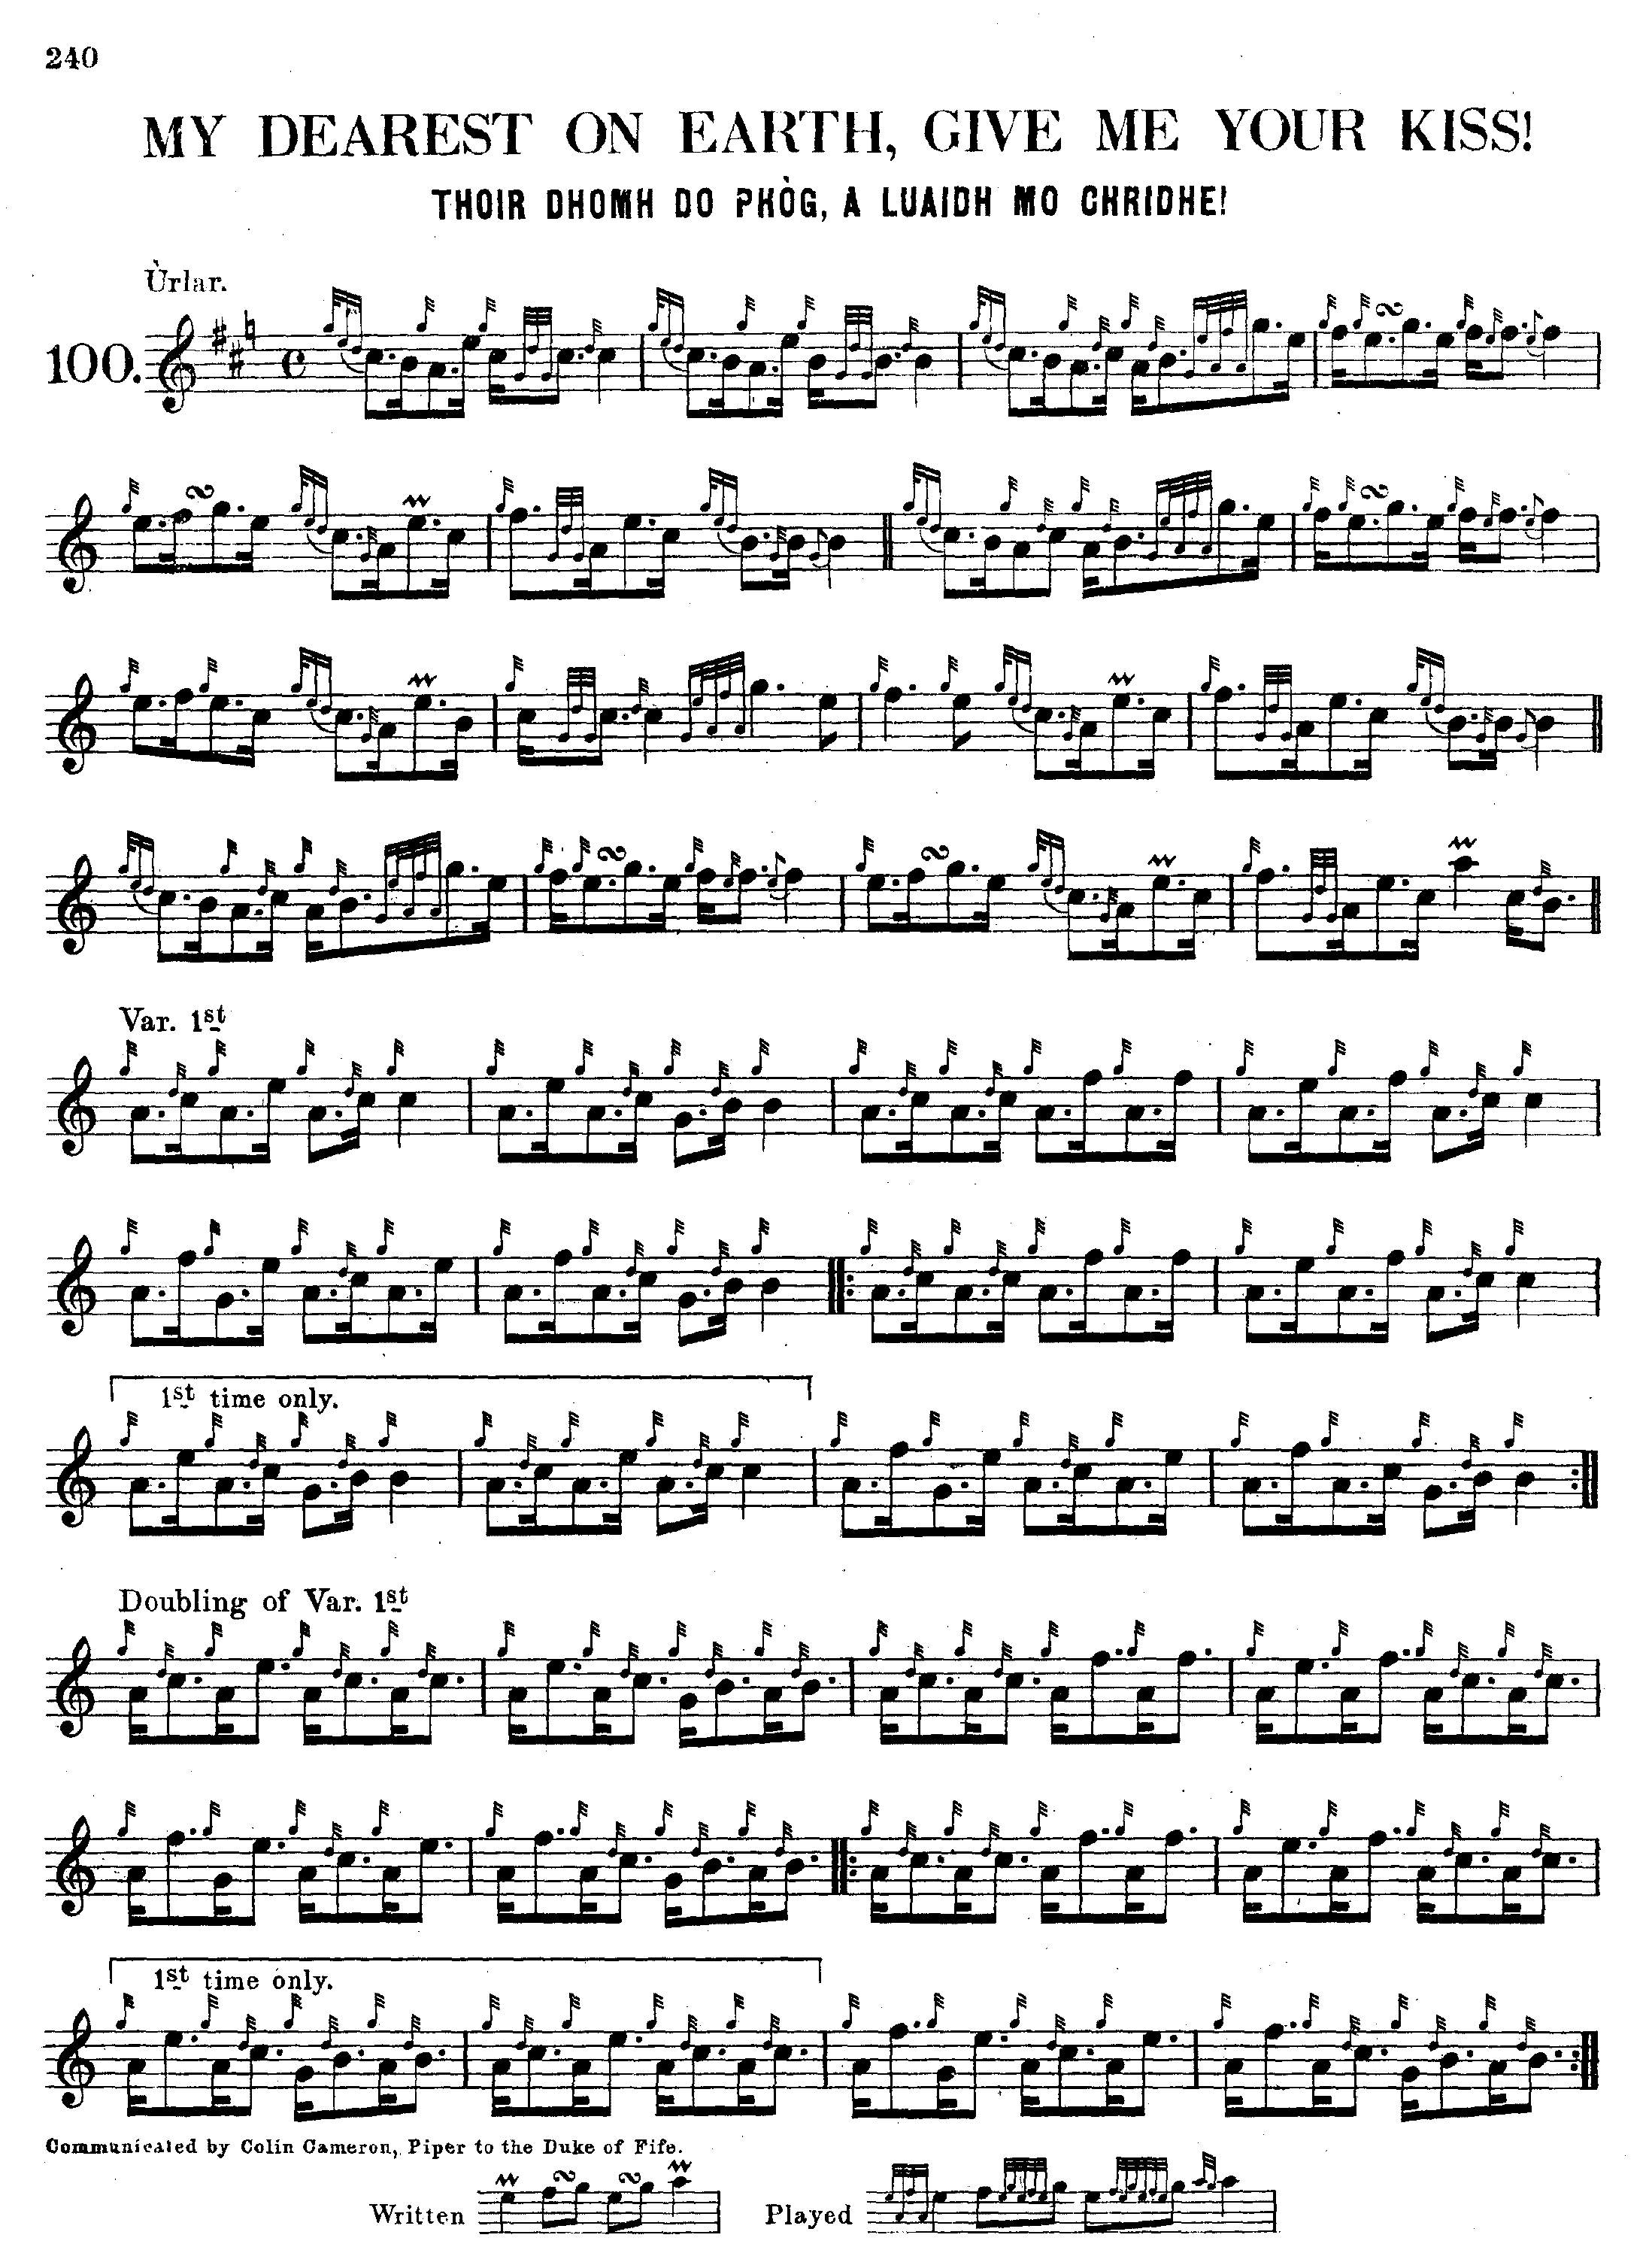 240
MY DEAREST ON EARTH, GIVE ME YOUR KISS!
THOIR DHOMH DO PHÒG, A LUAIDH MO CHRIDHE!
Ùrlar.
100.
Var. 1st
1st time only.
Doubling of Var. 1st
1st time only.
Communicated by Colin Cameron, Piper to the Duke of Fife.
Written Played